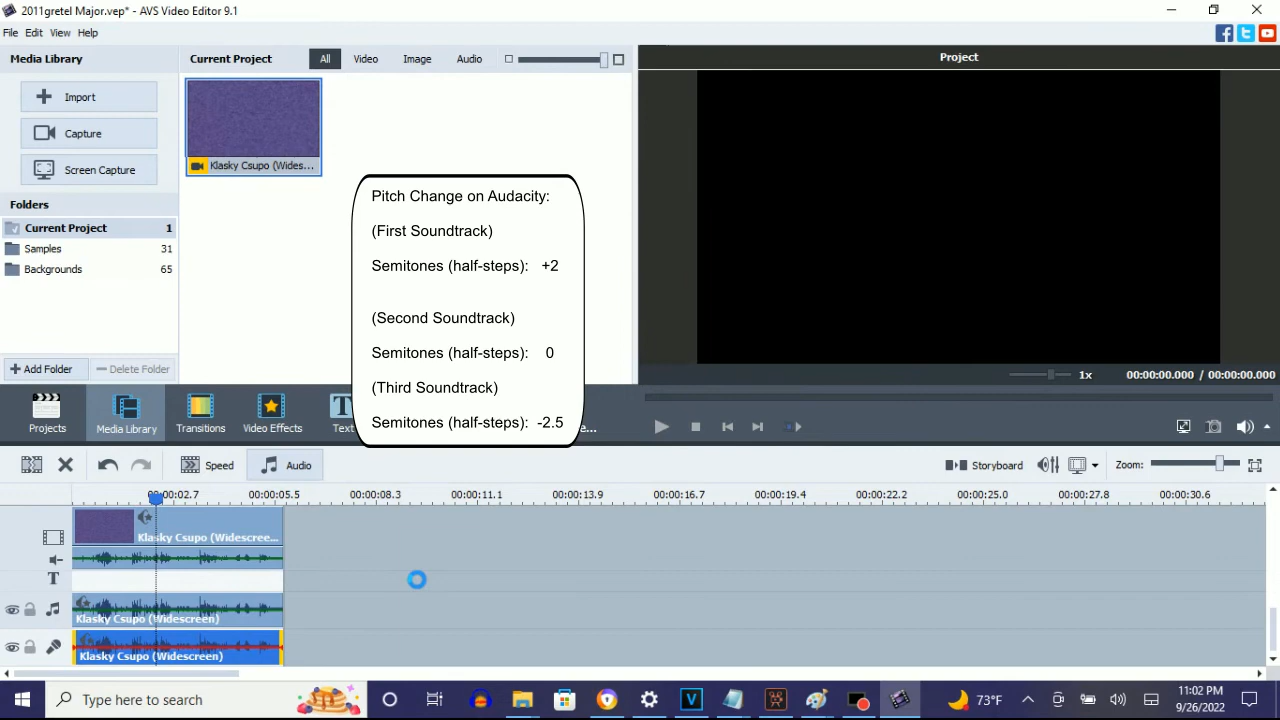 2011gretel Major.vep* - AVS Video Editor 9.1
File Edit View Help
Media Library
Current Project
All
Video
Image
Audio
Project
Import
Capture
Screen Capture
Klasky Csupo (Wides...
Folders
Current Project 1
Samples 31
Backgrounds 65
Pitch Change on Audacity:
(First Soundtrack)
Semitones (half-steps): +2
(Second Soundtrack)
Semitones (half-steps): 0
(Third Soundtrack)
Semitones (half-steps): -2.5
Add Folder
Delete Folder
1x
00:00:00.000 / 00:00:00.000
Projects
Media Library
Transitions
Video Effects
Text
e...
Speed
Audio
Storyboard
Zoom:
00:00:02.7 00:00:05.5 00:00:08.3 00:00:11.1 00:00:13.9 00:00:16.7 00:00:19.4 00:00:22.2 00:00:25.0 00:00:27.8 00:00:30.6
Klasky Csupo (Widescree...
T
Klasky Csupo (Widescreen)
Klasky Csupo (Widescreen)
Type here to search
73°F
11:02 PM
9/26/2022